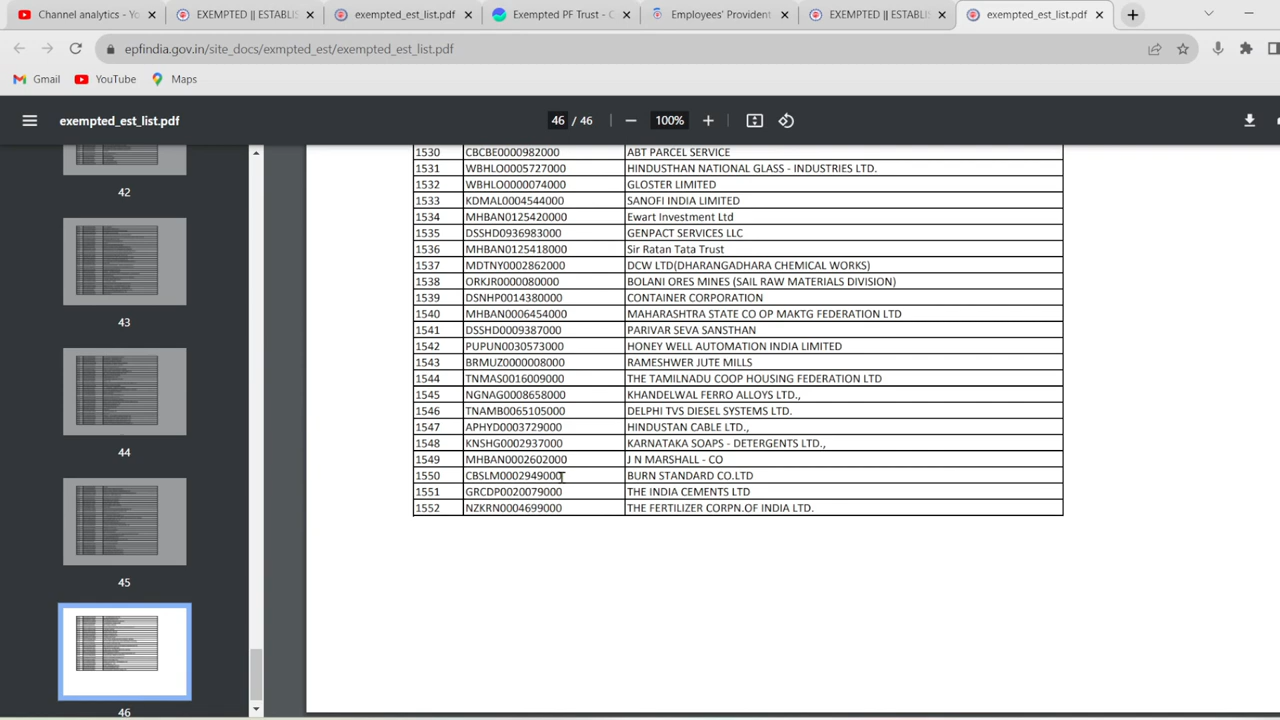 Channel analytics - Yo
EXEMPTED || ESTABLIS
exempted_est_list.pdf
Exempted PF Trust - C
Employees' Provident
EXEMPTED || ESTABLIS
exempted_est_list.pdf
epfindia.gov.in/site_docs/exmpted_est/exempted_est_list.pdf
Gmail YouTube Maps
exempted_est_list.pdf 46 / 46 100%
42
43
44
45
46
1530 CBCBE0000982000 ABT PARCEL SERVICE
1531 WBHLO0005727000 HINDUSTHAN NATIONAL GLASS - INDUSTRIES LTD.
1532 WBHLO0000074000 GLOSTER LIMITED
1533 KDMAL0004544000 SANOFI INDIA LIMITED
1534 MHBAN0125420000 Ewart Investment Ltd
1535 DSSHD0936983000 GENPACT SERVICES LLC
1536 MHBAN0125418000 Sir Ratan Tata Trust
1537 MDTNY0002862000 DCW LTD(DHARANGADHARA CHEMICAL WORKS)
1538 ORKJR0000080000 BOLANI ORES MINES (SAIL RAW MATERIALS DIVISION)
1539 DSNHP0014380000 CONTAINER CORPORATION
1540 MHBAN0006454000 MAHARASHTRA STATE CO OP MAKTG FEDERATION LTD
1541 DSSHD0009387000 PARIVAR SEVA SANSTHAN
1542 PUPUN0030573000 HONEY WELL AUTOMATION INDIA LIMITED
1543 BRMUZ0000008000 RAMESHWER JUTE MILLS
1544 TNMAS0016009000 THE TAMILNADU COOP HOUSING FEDERATION LTD
1545 NGNAG0008658000 KHANDELWAL FERRO ALLOYS LTD.,
1546 TNAMB0065105000 DELPHI TVS DIESEL SYSTEMS LTD.
1547 APHYD0003729000 HINDUSTAN CABLE LTD.,
1548 KNSHG0002937000 KARNATAKA SOAPS - DETERGENTS LTD.,
1549 MHBAN0002602000 J N MARSHALL - CO
1550 CBSLM0002949000 BURN STANDARD CO.LTD
1551 GRCDP0020079000 THE INDIA CEMENTS LTD
1552 NZKRN0004699000 THE FERTILIZER CORPN.OF INDIA LTD.